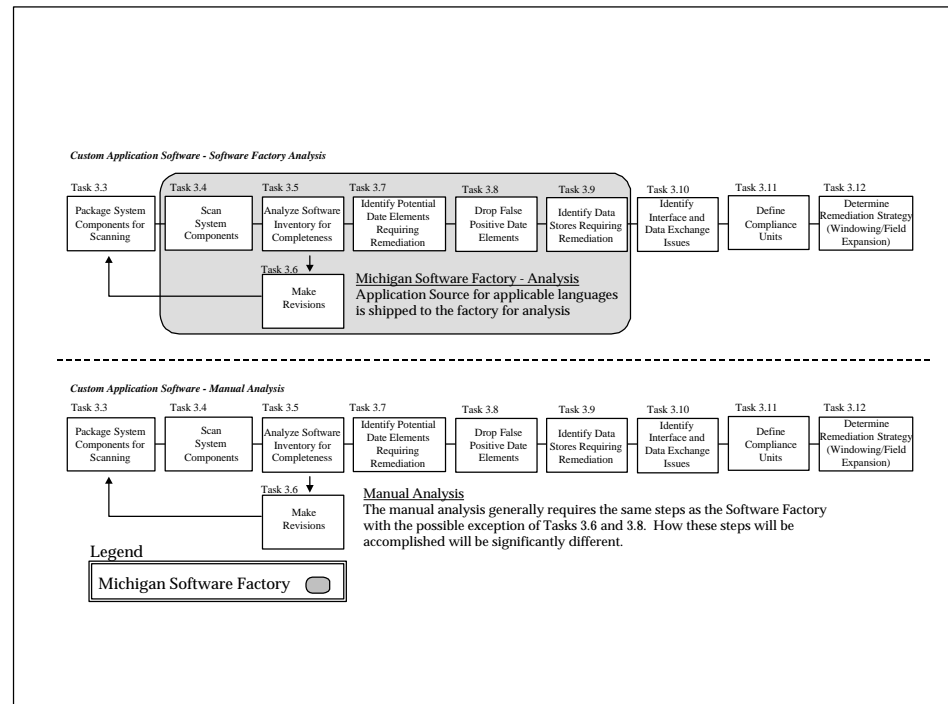 Custom Application Software - Software Factory Analysis
Task 3.3
Package System
Components for
Scanning
Task 3.4
Scan
System
Components
Task 3.5
Analyze Software
Inventory for
Completeness
Task 3.7
Identify Potential
Date Elements
Requiring
Remediation
Task 3.8
Drop False
Positive Date
Elements
Task 3.9
Identify Data
Stores Requiring
Remediation
Task 3.10
Identify
Interface and
Data Exchange
Issues
Task 3.11
Define
Compliance
Units
Task 3.12
Determine
Remediation Strategy
(Windowing/Field
Expansion)
Task 3.6
Make
Revisions
Michigan Software Factory - Analysis
Application Source for applicable languages
is shipped to the factory for analysis
Custom Application Software - Manual Analysis
Task 3.3
Package System
Components for
Scanning
Task 3.4
Scan
System
Components
Task 3.5
Analyze Software
Inventory for
Completeness
Task 3.7
Identify Potential
Date Elements
Requiring
Remediation
Task 3.8
Drop False
Positive Date
Elements
Task 3.9
Identify Data
Stores Requiring
Remediation
Task 3.10
Identify
Interface and
Data Exchange
Issues
Task 3.11
Define
Compliance
Units
Task 3.12
Determine
Remediation Strategy
(Windowing/Field
Expansion)
Task 3.6
Make
Revisions
Manual Analysis
The manual analysis generally requires the same steps as the Software Factory
with the possible exception of Tasks 3.6 and 3.8. How these steps will be
accomplished will be significantly different.
Legend
Michigan Software Factory